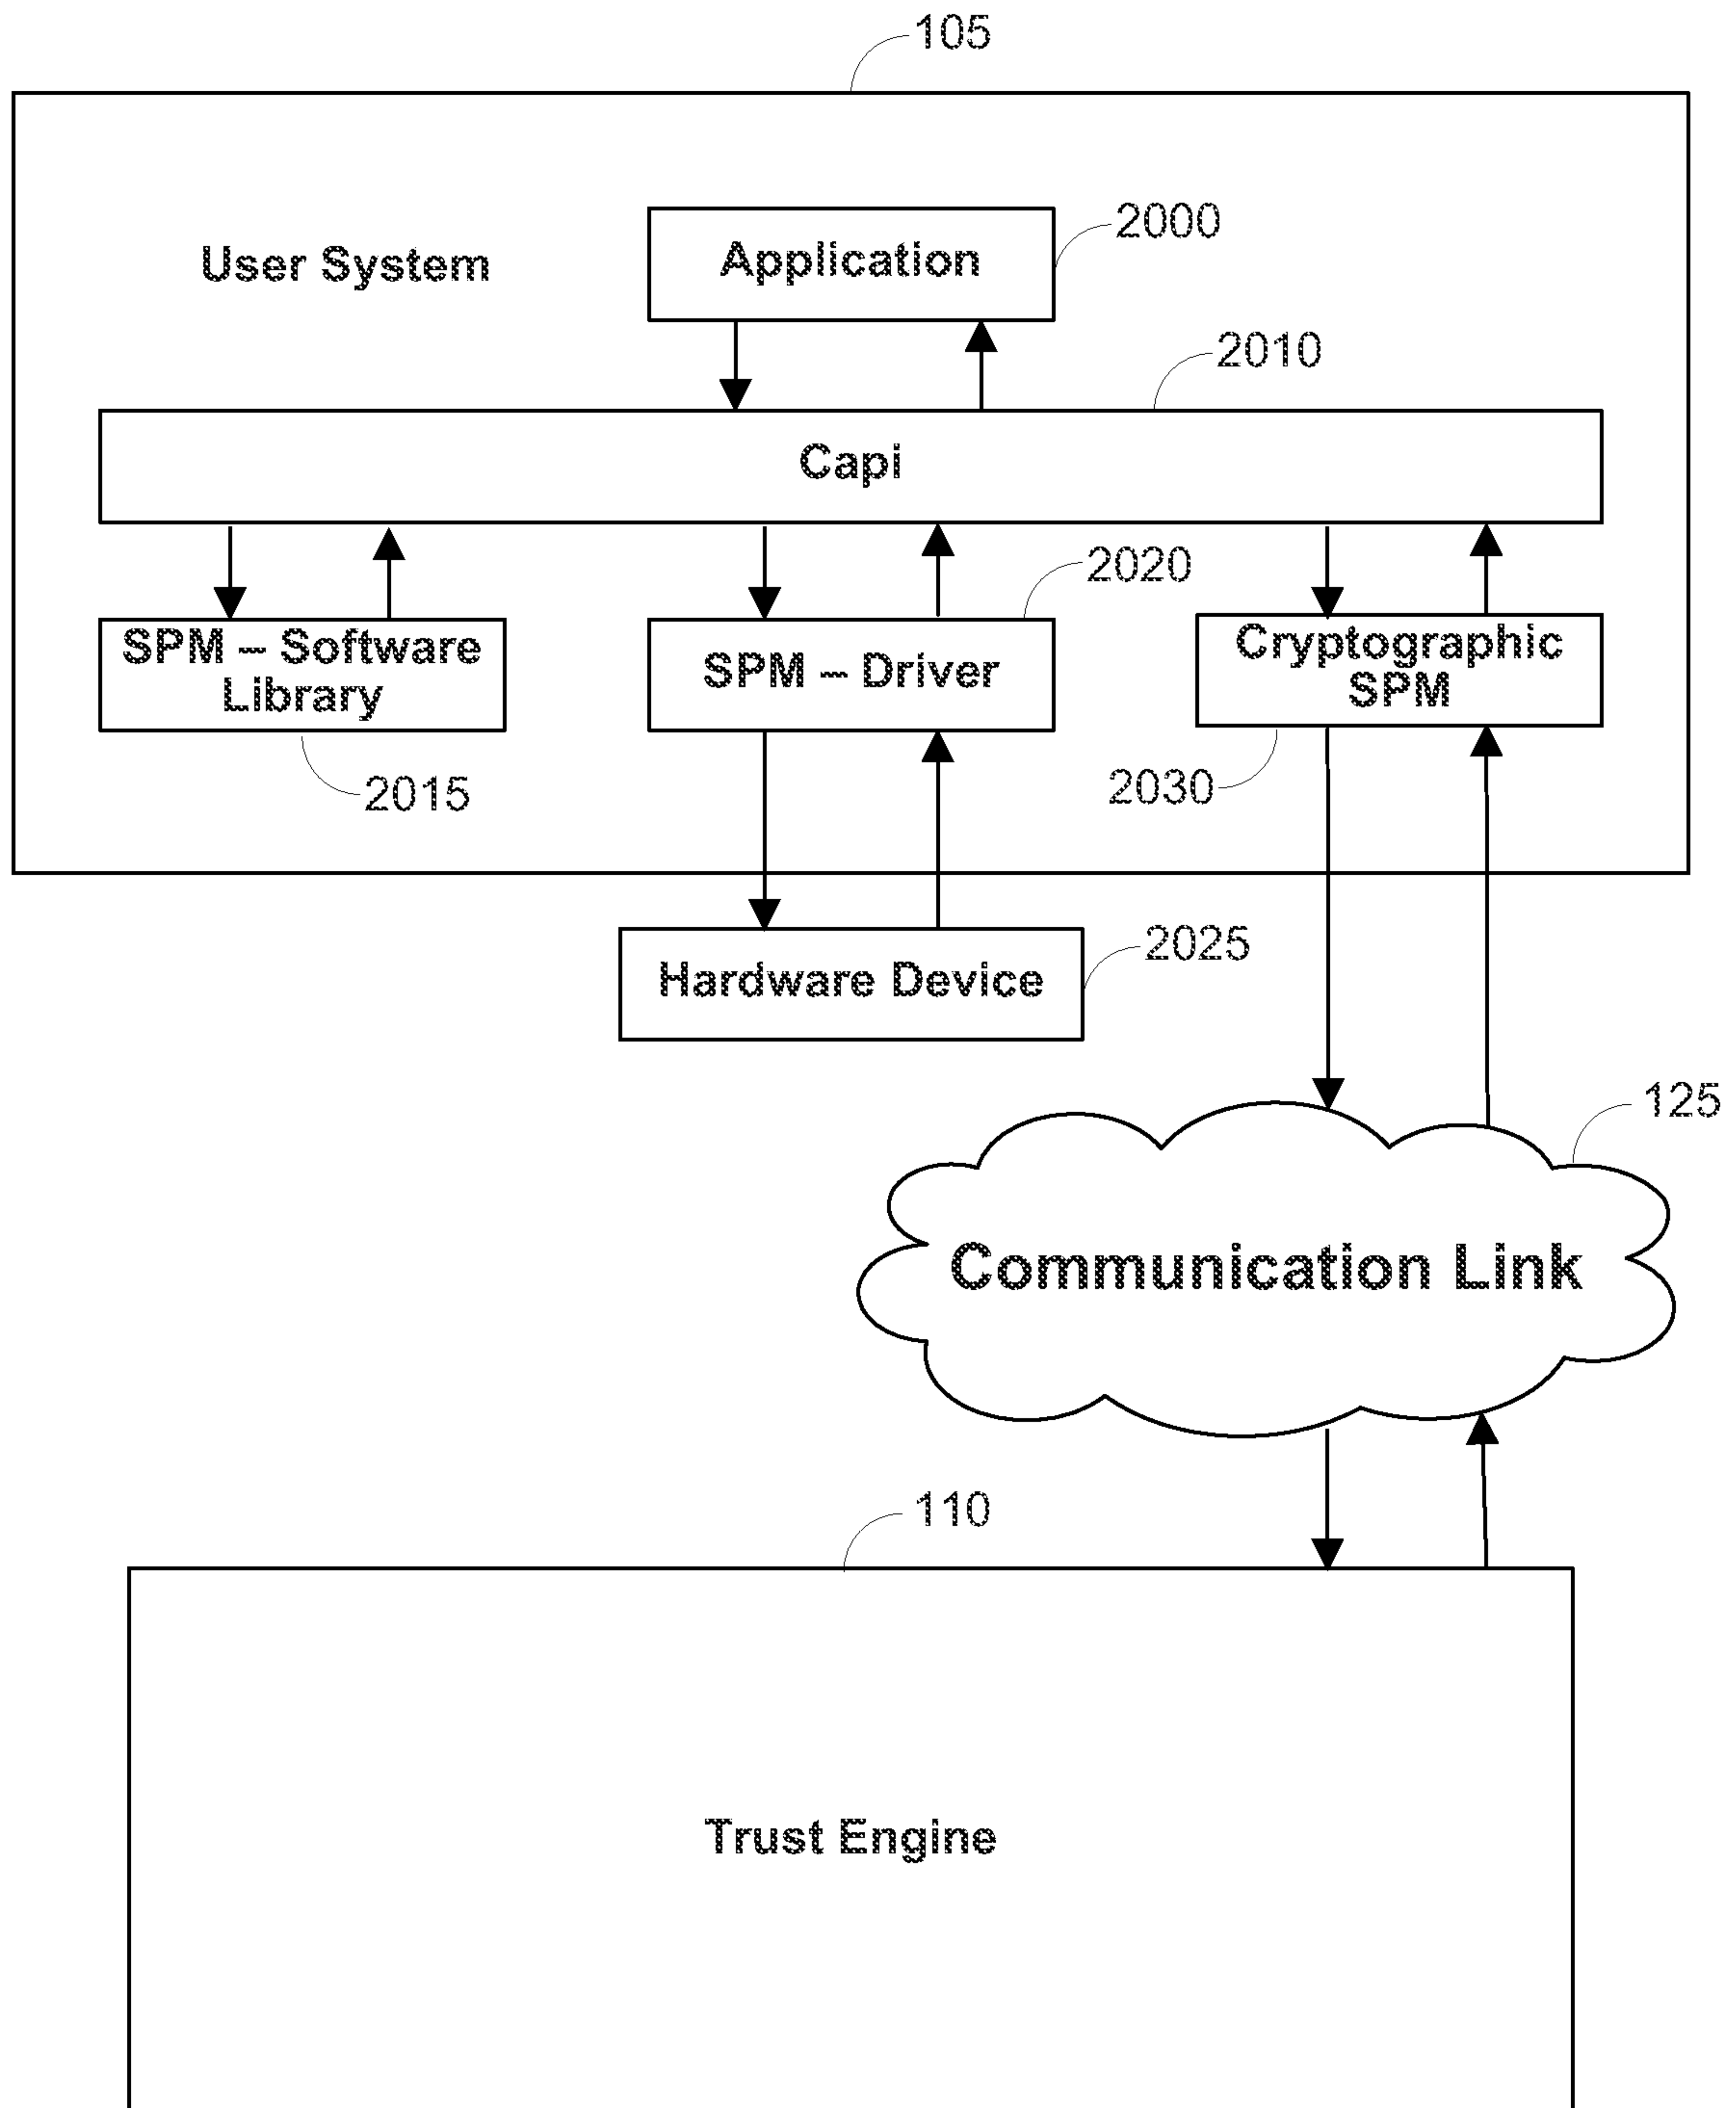 105
2000
Application
User System
2010
Capi
2020
SPM – Software
Library
SPM – Driver
Cryptographic
SPM
2015
2030
2025
Hardware Device
125
Communication Link
110
Trust Engine